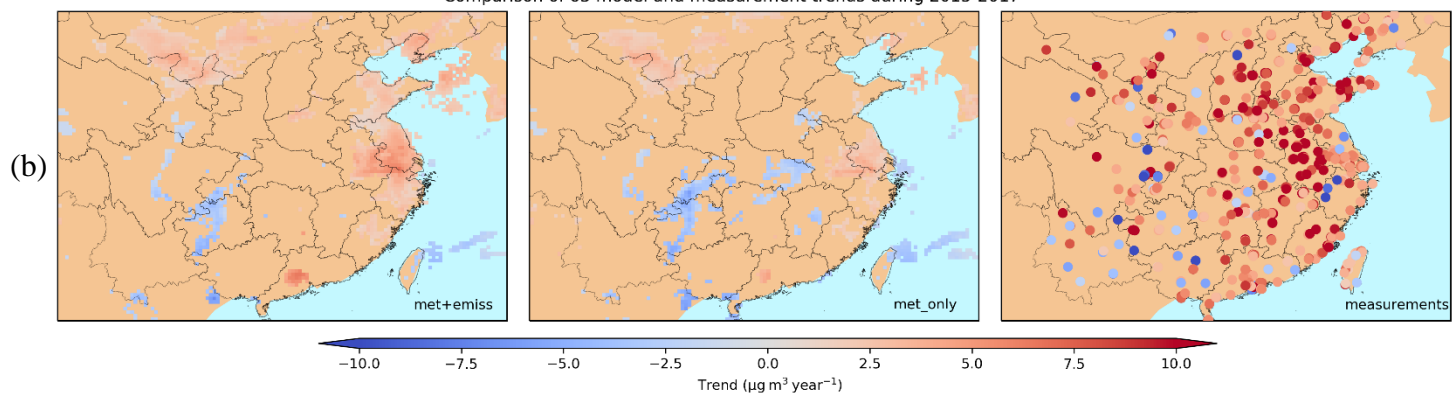 (b)
met+emiss
met_only
measurements
−10.0 −7.5 −5.0 −2.5 0.0 2.5 5.0 7.5 10.0
Trend (µg m³ year⁻¹)